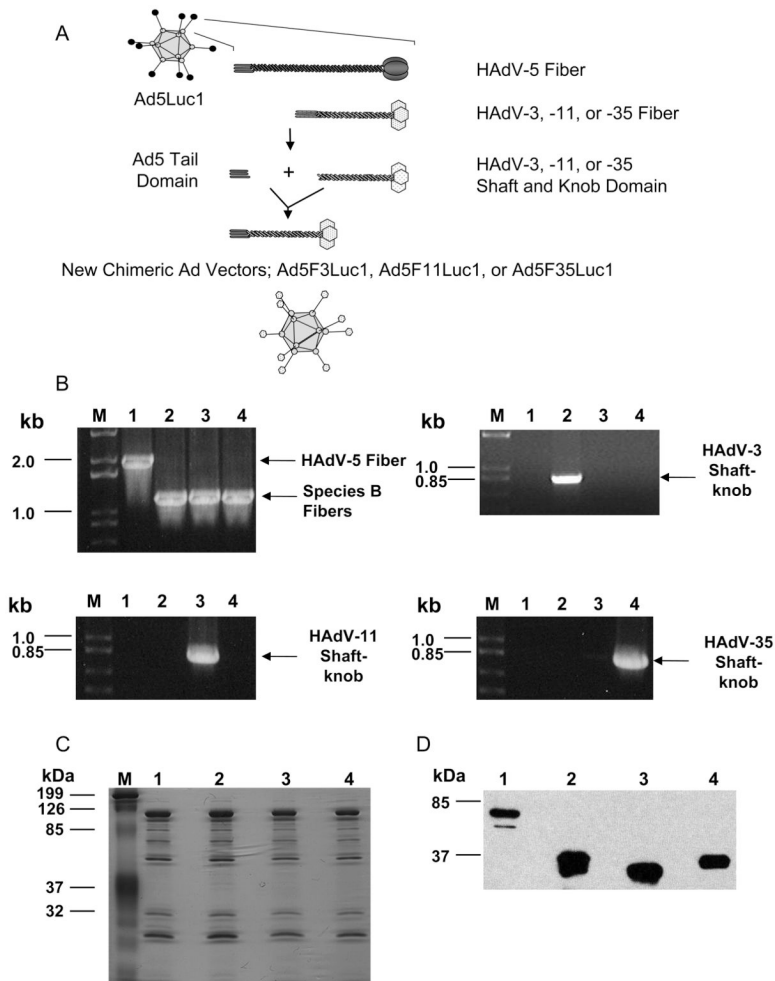 A
Ad5Luc1
HAdV-5 Fiber
HAdV-3, -11, or -35 Fiber
Ad5 Tail
Domain
+
HAdV-3, -11, or -35
Shaft and Knob Domain
New Chimeric Ad Vectors; Ad5F3Luc1, Ad5F11Luc1, or Ad5F35Luc1
B
kb
M 1 2 3 4
2.0
1.0
HAdV-5 Fiber
Species B
Fibers
kb
M 1 2 3 4
1.0
0.85
HAdV-3
Shaft-
knob
kb
M 1 2 3 4
1.0
0.85
HAdV-11
Shaft-
knob
kb
M 1 2 3 4
1.0
0.85
HAdV-35
Shaft-
knob
C
kDa
M 1 2 3 4
199
126
85
37
32
D
kDa
1 2 3 4
85
37